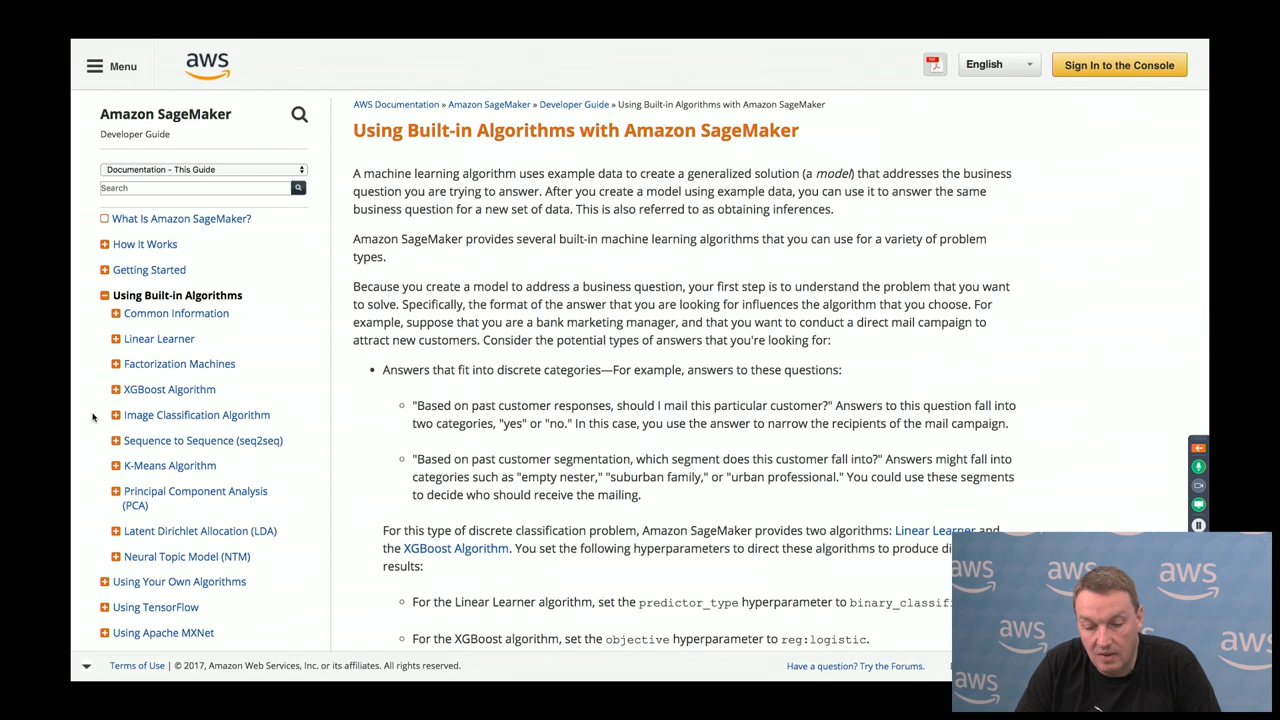 Menu
aws
English
Sign In to the Console
Amazon SageMaker
Developer Guide
Documentation - This Guide
Search
What Is Amazon SageMaker?
How It Works
Getting Started
Using Built-in Algorithms
Common Information
Linear Learner
Factorization Machines
XGBoost Algorithm
Image Classification Algorithm
Sequence to Sequence (seq2seq)
K-Means Algorithm
Principal Component Analysis
(PCA)
Latent Dirichlet Allocation (LDA)
Neural Topic Model (NTM)
Using Your Own Algorithms
Using TensorFlow
Using Apache MXNet
AWS Documentation » Amazon SageMaker » Developer Guide » Using Built-in Algorithms with Amazon SageMaker
Using Built-in Algorithms with Amazon SageMaker
A machine learning algorithm uses example data to create a generalized solution (a model) that addresses the business
question you are trying to answer. After you create a model using example data, you can use it to answer the same
business question for a new set of data. This is also referred to as obtaining inferences.
Amazon SageMaker provides several built-in machine learning algorithms that you can use for a variety of problem
types.
Because you create a model to address a business question, your first step is to understand the problem that you want
to solve. Specifically, the format of the answer that you are looking for influences the algorithm that you choose. For
example, suppose that you are a bank marketing manager, and that you want to conduct a direct mail campaign to
attract new customers. Consider the potential types of answers that you're looking for:
• Answers that fit into discrete categories—For example, answers to these questions:
○ "Based on past customer responses, should I mail this particular customer?" Answers to this question fall into
two categories, "yes" or "no." In this case, you use the answer to narrow the recipients of the mail campaign.
○ "Based on past customer segmentation, which segment does this customer fall into?" Answers might fall into
categories such as "empty nester," "suburban family," or "urban professional." You could use these segments
to decide who should receive the mailing.
For this type of discrete classification problem, Amazon SageMaker provides two algorithms: Linear Learner and
the XGBoost Algorithm. You set the following hyperparameters to direct these algorithms to produce di
results:
○ For the Linear Learner algorithm, set the predictor_type hyperparameter to binary_classif
○ For the XGBoost algorithm, set the objective hyperparameter to reg:logistic.
Terms of Use | © 2017, Amazon Web Services, Inc. or its affiliates. All rights reserved.
Have a question? Try the Forums.
aws
aws
aws
aws
aws
aws